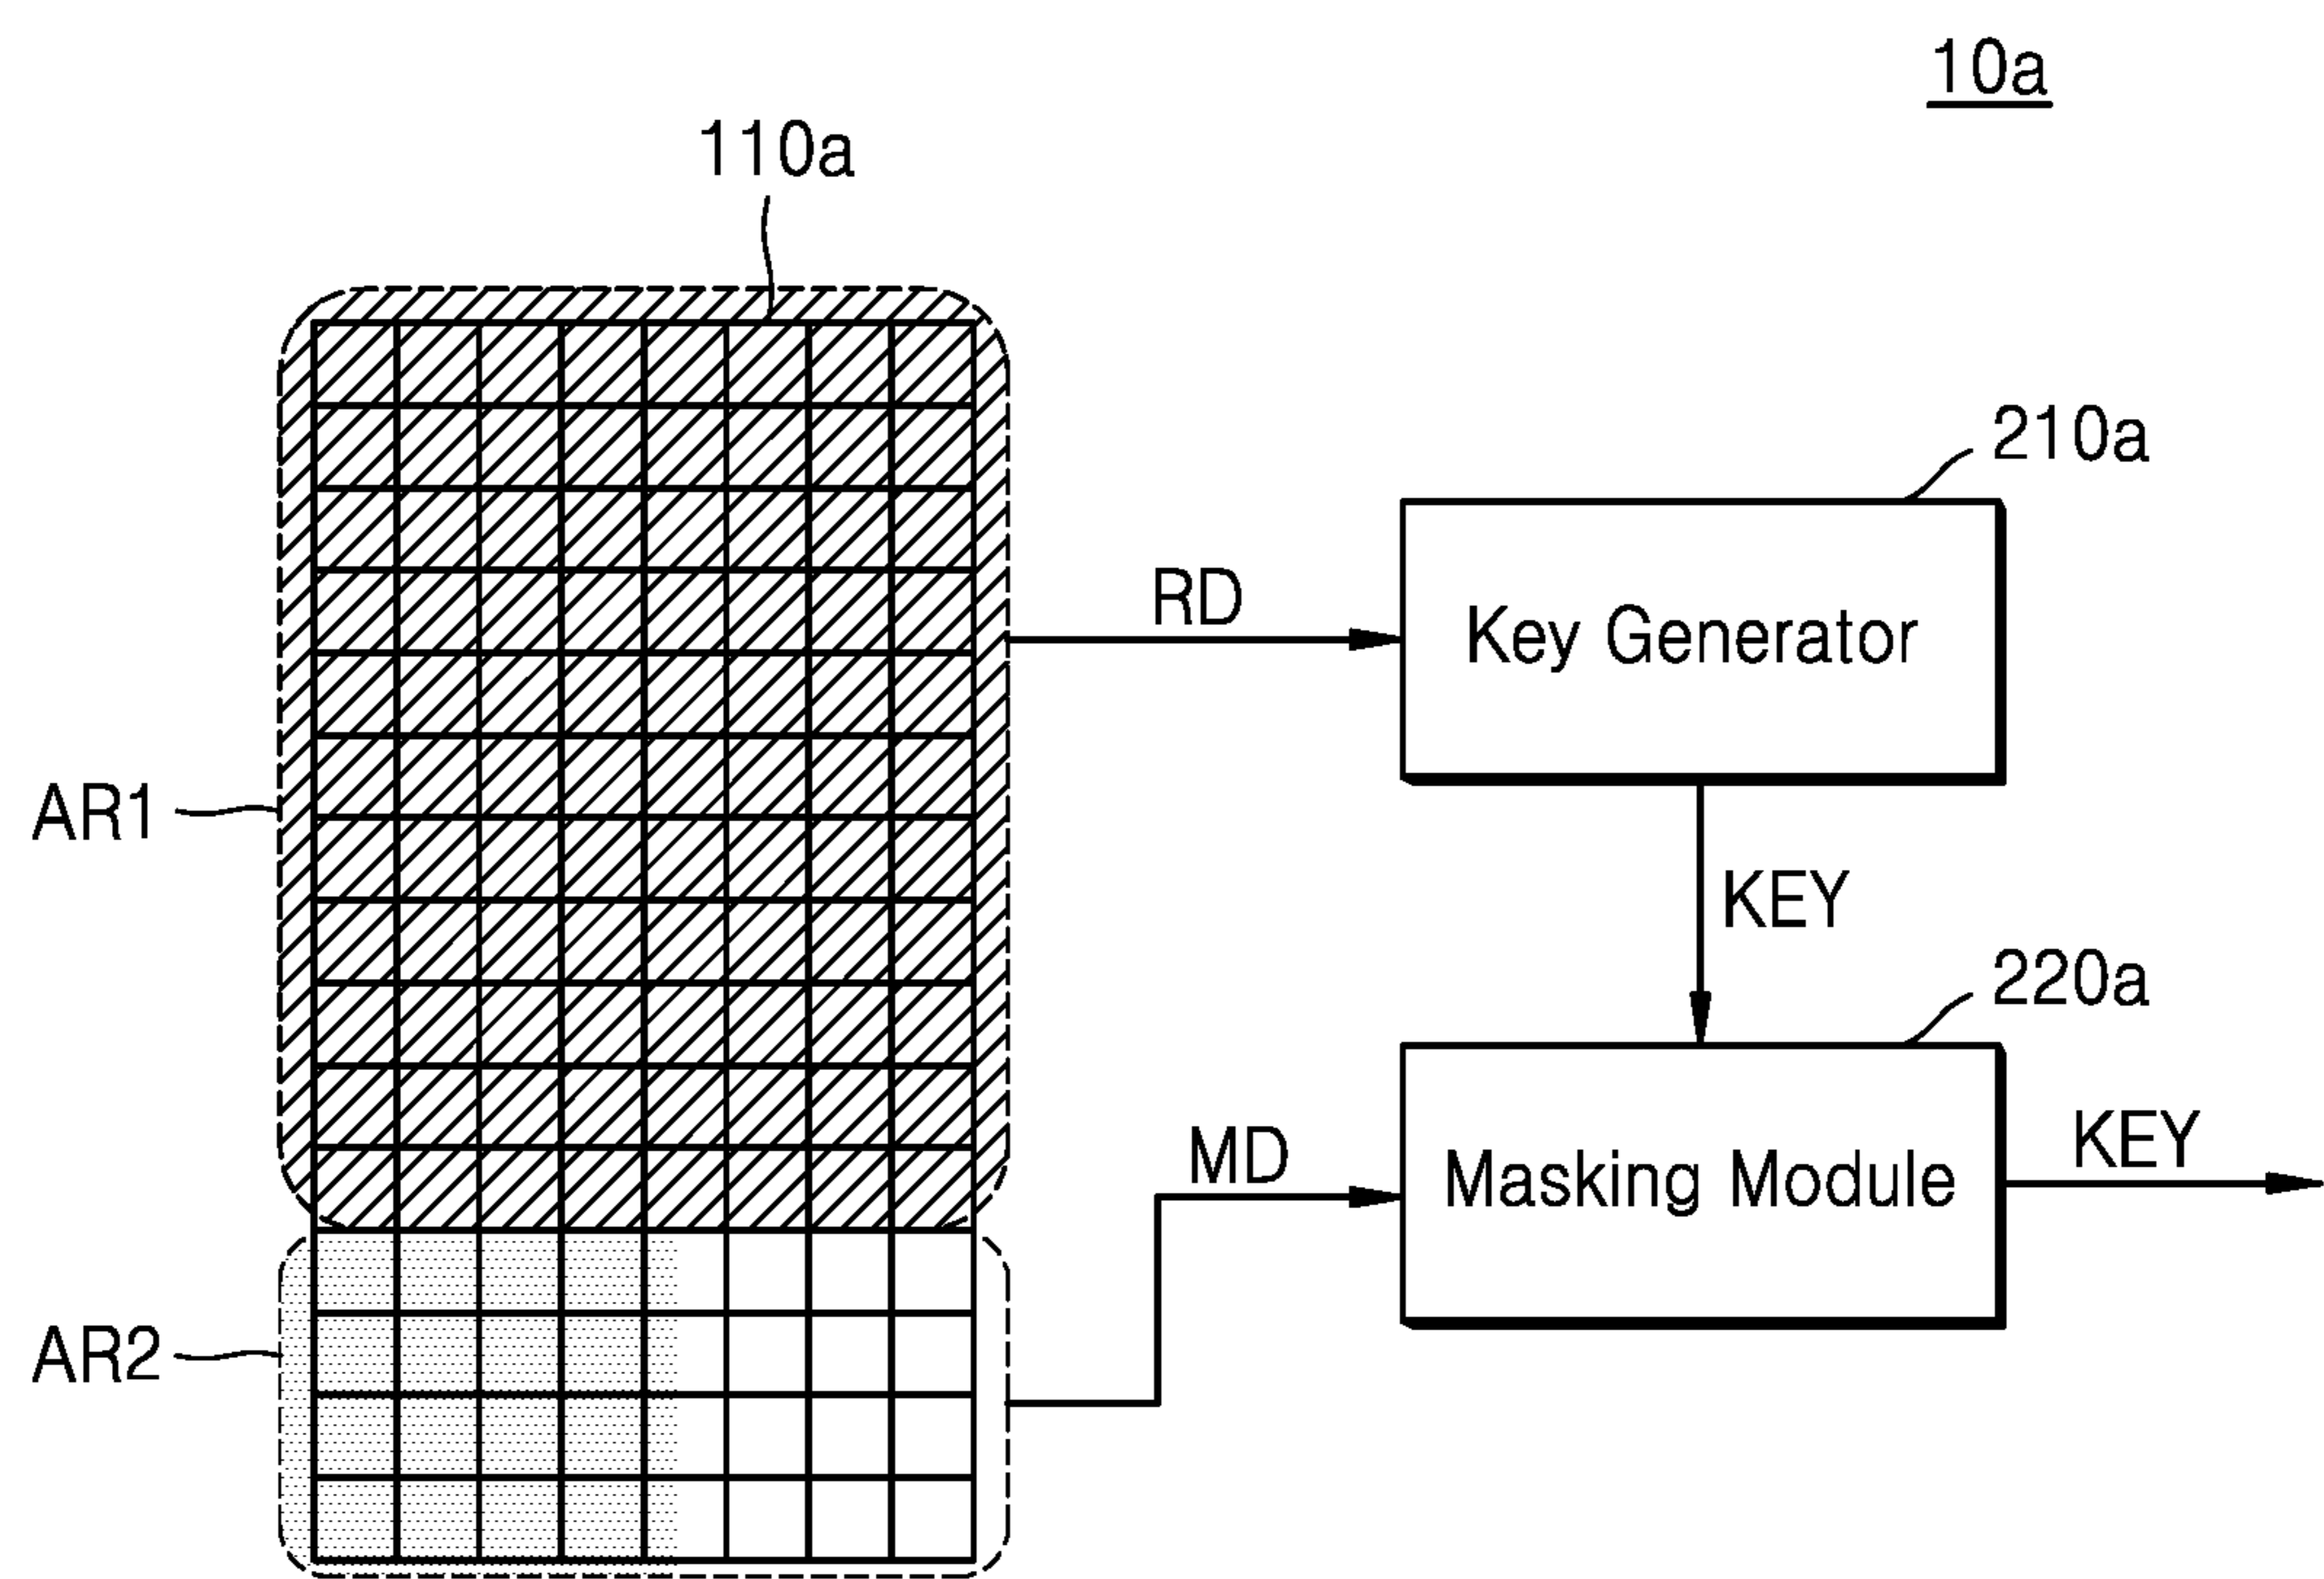 10a
110a
210a
RD
Key Generator
AR1
KEY
220a
MD
Masking Module
KEY
AR2